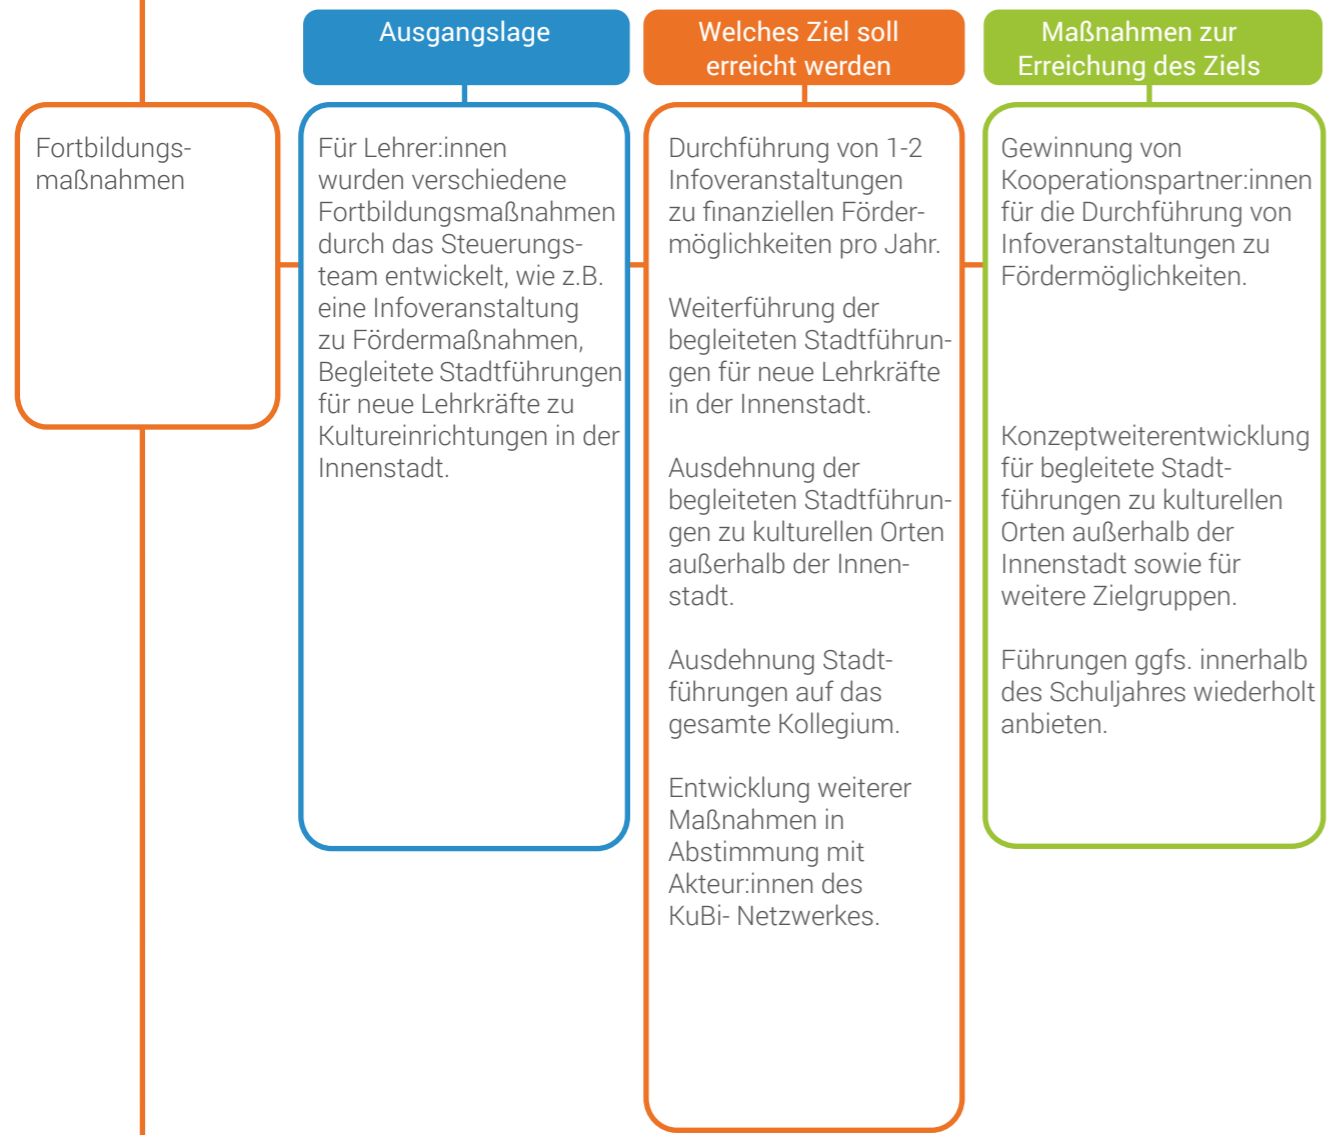 Ausgangslage
Welches Ziel soll
erreicht werden
Maßnahmen zur
Erreichung des Ziels
Fortbildungs-
maßnahmen
Für Lehrer:innen
wurden verschiedene
Fortbildungsmaßnahmen
durch das Steuerungs-
team entwickelt, wie z.B.
eine Infoveranstaltung
zu Fördermaßnahmen,
Begleitete Stadtführungen
für neue Lehrkräfte zu
Kultureinrichtungen in der
Innenstadt.
Durchführung von 1-2
Infoveranstaltungen
zu finanziellen Förder-
möglichkeiten pro Jahr.
Weiterführung der
begleiteten Stadtführun-
gen für neue Lehrkräfte
in der Innenstadt.
Ausdehnung der
begleiteten Stadtführun-
gen zu kulturellen Orten
außerhalb der Innen-
stadt.
Ausdehnung Stadt-
führungen auf das
gesamte Kollegium.
Entwicklung weiterer
Maßnahmen in
Abstimmung mit
Akteur:innen des
KuBi- Netzwerkes.
Gewinnung von
Kooperationspartner:innen
für die Durchführung von
Infoveranstaltungen zu
Fördermöglichkeiten.
Konzeptweiterentwicklung
für begleitete Stadt-
führungen zu kulturellen
Orten außerhalb der
Innenstadt sowie für
weitere Zielgruppen.
Führungen ggfs. innerhalb
des Schuljahres wiederholt
anbieten.